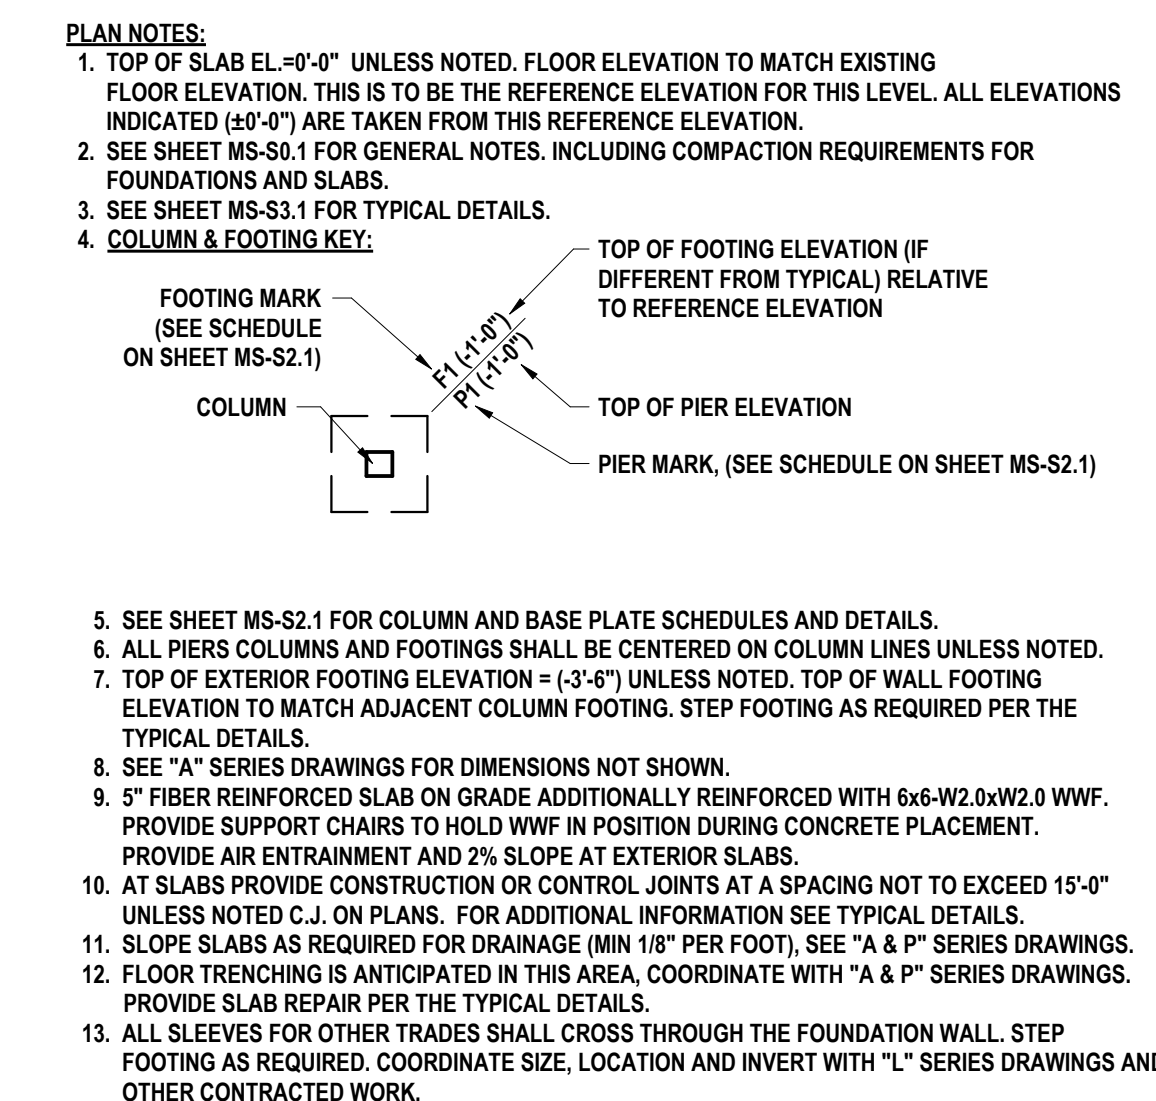 PLAN NOTES:
1. TOP OF SLAB EL.=0'-0" UNLESS NOTED. FLOOR ELEVATION TO MATCH EXISTING
FLOOR ELEVATION. THIS IS TO BE THE REFERENCE ELEVATION FOR THIS LEVEL. ALL ELEVATIONS
INDICATED (±0'-0") ARE TAKEN FROM THIS REFERENCE ELEVATION.
2. SEE SHEET MS-S0.1 FOR GENERAL NOTES. INCLUDING COMPACTION REQUIREMENTS FOR
FOUNDATIONS AND SLABS.
3. SEE SHEET MS-S3.1 FOR TYPICAL DETAILS.
4. COLUMN & FOOTING KEY:
TOP OF FOOTING ELEVATION (IF
DIFFERENT FROM TYPICAL) RELATIVE
TO REFERENCE ELEVATION
FOOTING MARK
(SEE SCHEDULE
ON SHEET MS-S2.1)
F1 (-1'-0")
P1 (-1'-0")
COLUMN
TOP OF PIER ELEVATION
PIER MARK, (SEE SCHEDULE ON SHEET MS-S2.1)
5. SEE SHEET MS-S2.1 FOR COLUMN AND BASE PLATE SCHEDULES AND DETAILS.
6. ALL PIERS COLUMNS AND FOOTINGS SHALL BE CENTERED ON COLUMN LINES UNLESS NOTED.
7. TOP OF EXTERIOR FOOTING ELEVATION = (-3'-6") UNLESS NOTED. TOP OF WALL FOOTING
ELEVATION TO MATCH ADJACENT COLUMN FOOTING. STEP FOOTING AS REQUIRED PER THE
TYPICAL DETAILS.
8. SEE "A" SERIES DRAWINGS FOR DIMENSIONS NOT SHOWN.
9. 5" FIBER REINFORCED SLAB ON GRADE ADDITIONALLY REINFORCED WITH 6x6-W2.0xW2.0 WWF.
PROVIDE SUPPORT CHAIRS TO HOLD WWF IN POSITION DURING CONCRETE PLACEMENT.
PROVIDE AIR ENTRAINMENT AND 2% SLOPE AT EXTERIOR SLABS.
10. AT SLABS PROVIDE CONSTRUCTION OR CONTROL JOINTS AT A SPACING NOT TO EXCEED 15'-0"
UNLESS NOTED C.J. ON PLANS. FOR ADDITIONAL INFORMATION SEE TYPICAL DETAILS.
11. SLOPE SLABS AS REQUIRED FOR DRAINAGE (MIN 1/8" PER FOOT), SEE "A & P" SERIES DRAWINGS.
12. FLOOR TRENCHING IS ANTICIPATED IN THIS AREA, COORDINATE WITH "A & P" SERIES DRAWINGS.
PROVIDE SLAB REPAIR PER THE TYPICAL DETAILS.
13. ALL SLEEVES FOR OTHER TRADES SHALL CROSS THROUGH THE FOUNDATION WALL. STEP
FOOTING AS REQUIRED. COORDINATE SIZE, LOCATION AND INVERT WITH "L" SERIES DRAWINGS AND
OTHER CONTRACTED WORK.